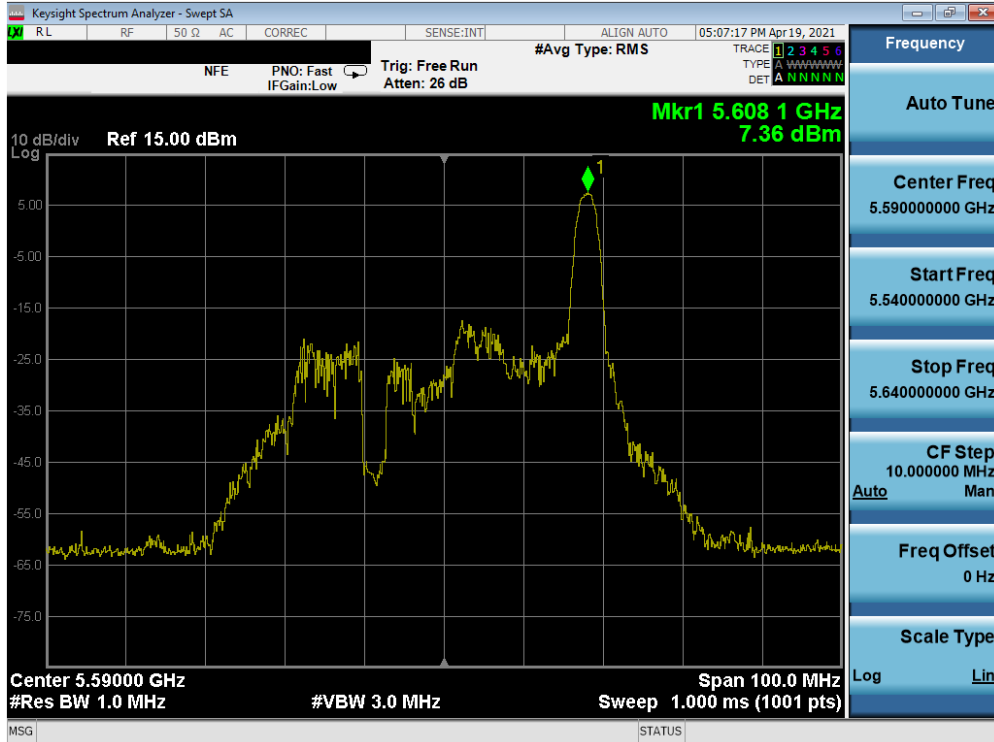 Keysight Spectrum Analyzer - Swept SA
LXI RL RF 50 Ω AC CORREC SENSE:INT ALIGN AUTO 05:07:17 PM Apr 19, 2021
Frequency
NFE
PNO: Fast
IFGain:Low
Trig: Free Run
Atten: 26 dB
#Avg Type: RMS
TRACE 1 2 3 4 5 6
TYPE A WWWWW
DET A N N N N N
Auto Tune
Mkr1 5.608 1 GHz
7.36 dBm
10 dB/div Ref 15.00 dBm
Log
1
5.00
-5.00
-15.0
-25.0
-35.0
-45.0
-55.0
-65.0
-75.0
Center Freq
5.590000000 GHz
Start Freq
5.540000000 GHz
Stop Freq
5.640000000 GHz
CF Step
10.000000 MHz
Auto Man
Freq Offset
0 Hz
Scale Type
Log Lin
Center 5.59000 GHz Span 100.0 MHz
#Res BW 1.0 MHz #VBW 3.0 MHz Sweep 1.000 ms (1001 pts)
MSG STATUS